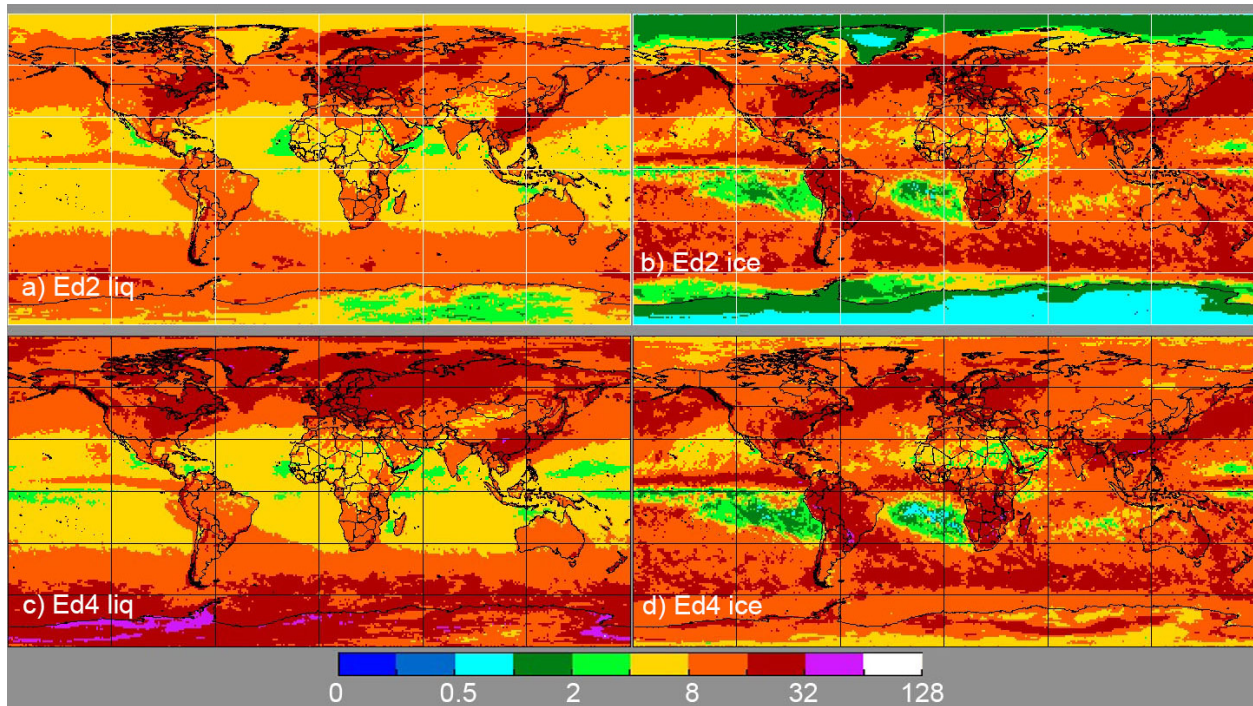 a) Ed2 liq
b) Ed2 ice
c) Ed4 liq
d) Ed4 ice
0 0.5 2 8 32 128